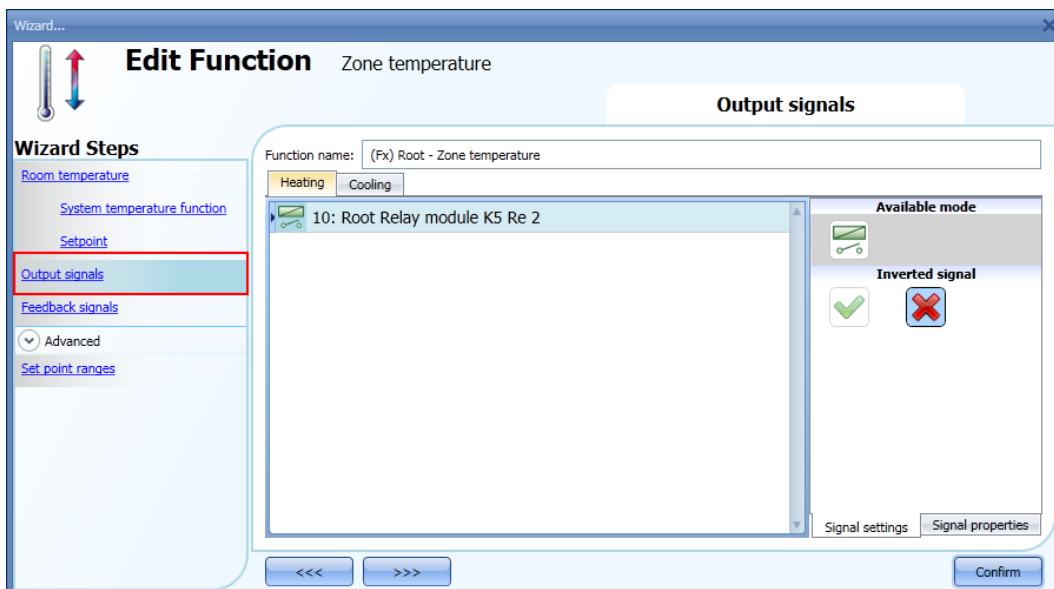 Wizard...
Edit Function Zone temperature
Output signals
Wizard Steps
Room temperature
System temperature function
Setpoint
Output signals
Feedback signals
Advanced
Set point ranges
Function name: (Fx) Root - Zone temperature
Heating Cooling
10: Root Relay module K5 Re 2
Available mode
Inverted signal
Signal settings Signal properties
<<< >>> Confirm